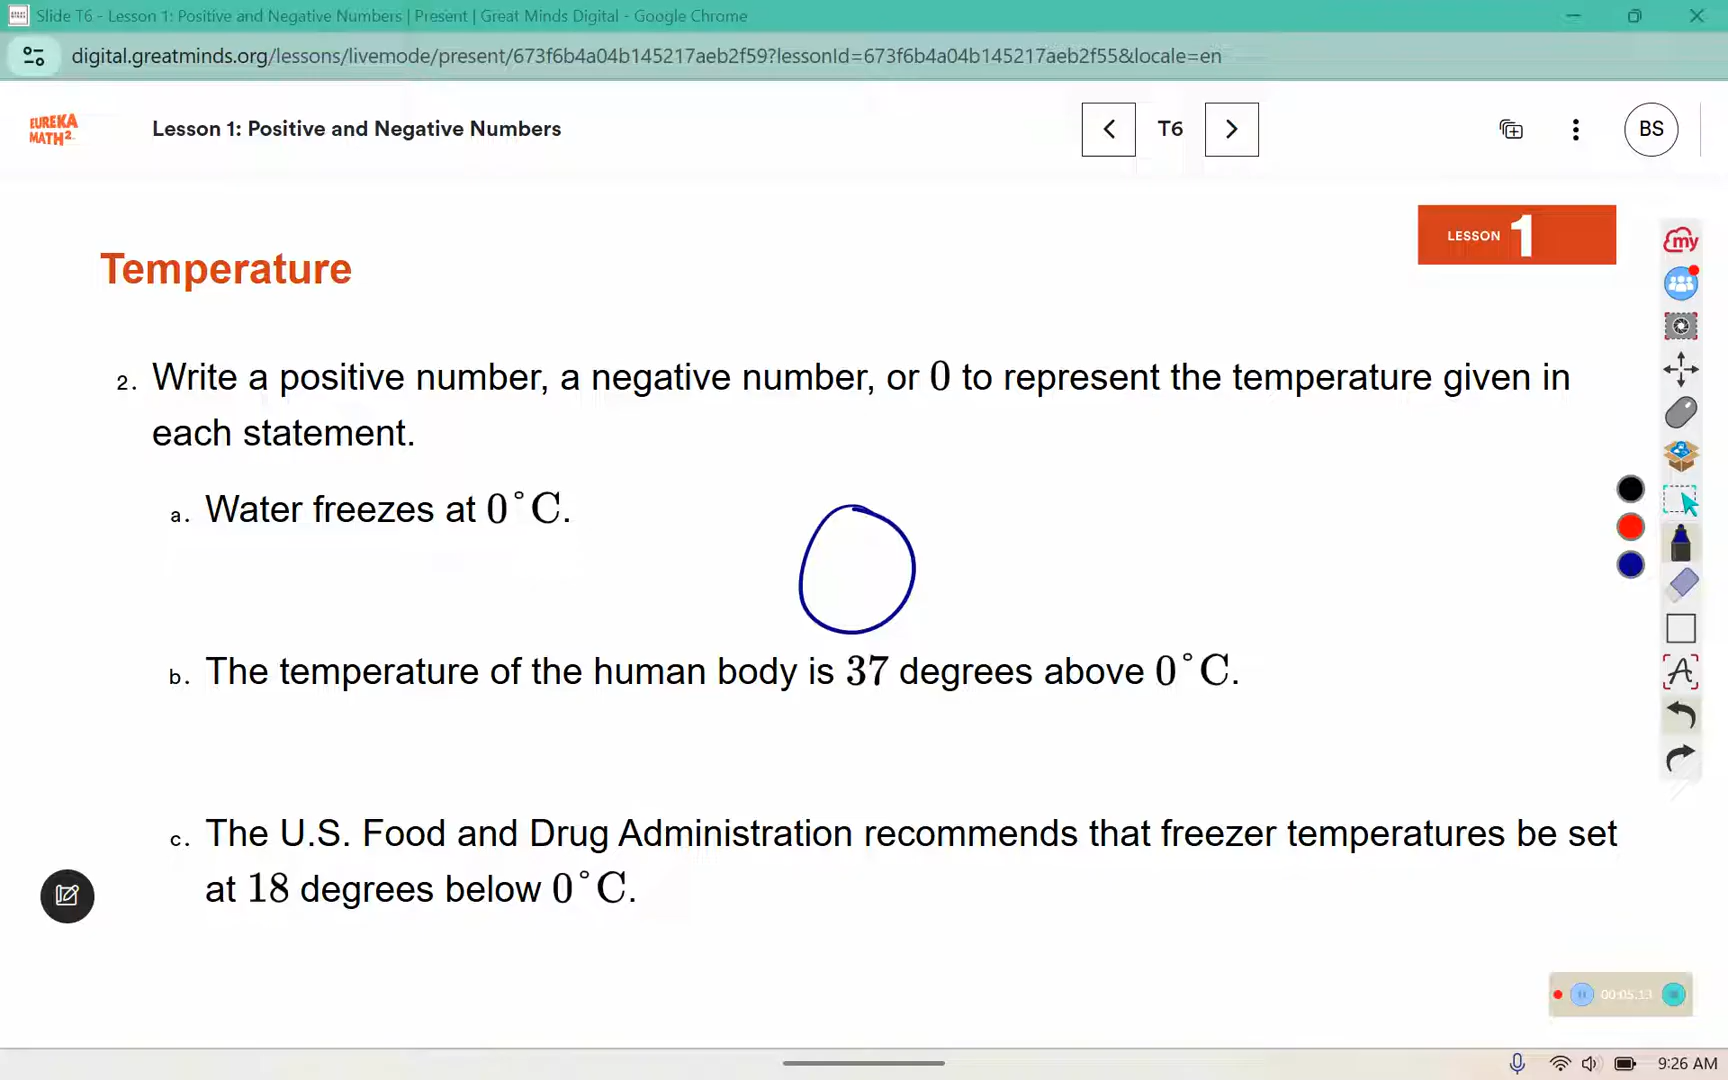 Slide T6 - Lesson 1: Positive and Negative Numbers | Present | Great Minds Digital - Google Chrome
digital.greatminds.org/lessons/livemode/present/673f6b4a04b145217aeb2f59?lessonId=673f6b4a04b145217aeb2f55&locale=en
EUREKA
MATH²
Lesson 1: Positive and Negative Numbers
T6
BS
LESSON 1
my
Temperature
2. Write a positive number, a negative number, or 0 to represent the temperature given in
each statement.
a. Water freezes at 0°C.
0
b. The temperature of the human body is 37 degrees above 0°C.
c. The U.S. Food and Drug Administration recommends that freezer temperatures be set
at 18 degrees below 0°C.
A
00:05:13
9:26 AM